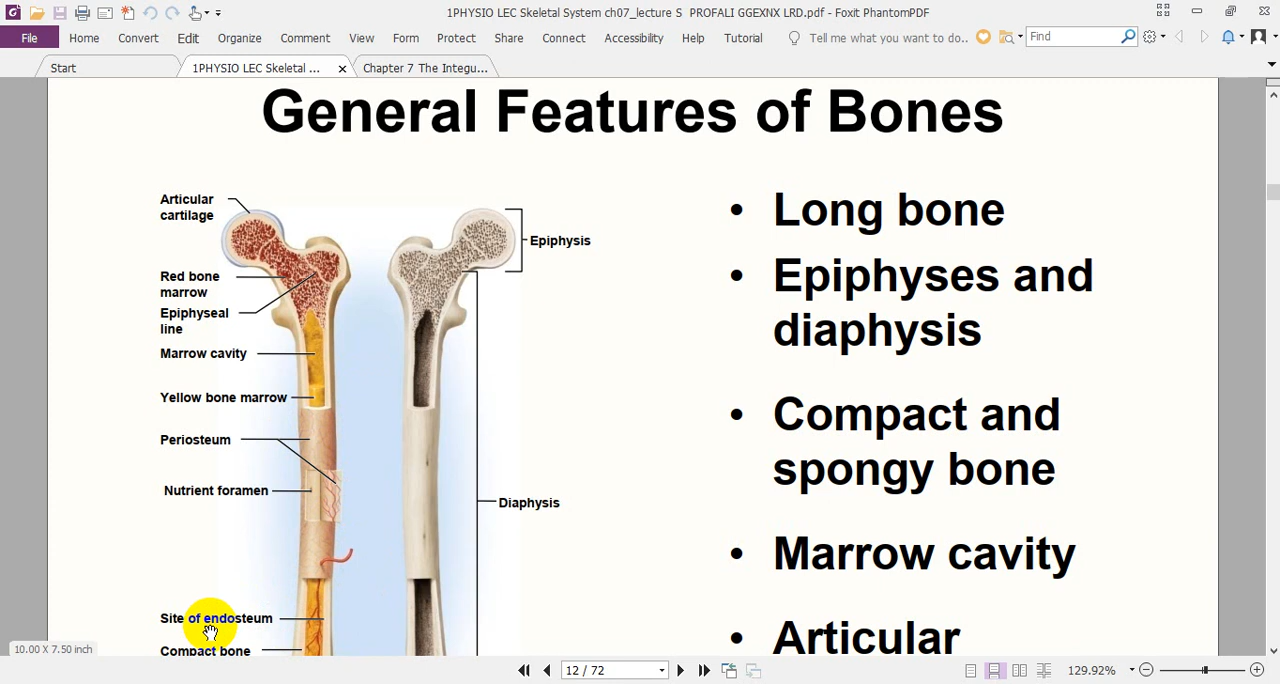 1PHYSIO LEC Skeletal System ch07_lecture S PROFALI.GGEXNX LRD.pdf - Foxit PhantomPDF
File Home Convert Edit Organize Comment View Form Protect Share Connect Accessibility Help Tutorial Tell me what you want to do.. Find
Start 1PHYSIO LEC Skeletal ... Chapter 7 The Integu...
General Features of Bones
Articular
cartilage
Red bone
marrow
Epiphyseal
line
Marrow cavity
Yellow bone marrow
Periosteum
Nutrient foramen
Site of endosteum
Compact bone
Epiphysis
Diaphysis
• Long bone
• Epiphyses and
diaphysis
• Compact and
spongy bone
• Marrow cavity
• Articular
10.00 X 7.50 inch
12 / 72
129.92%